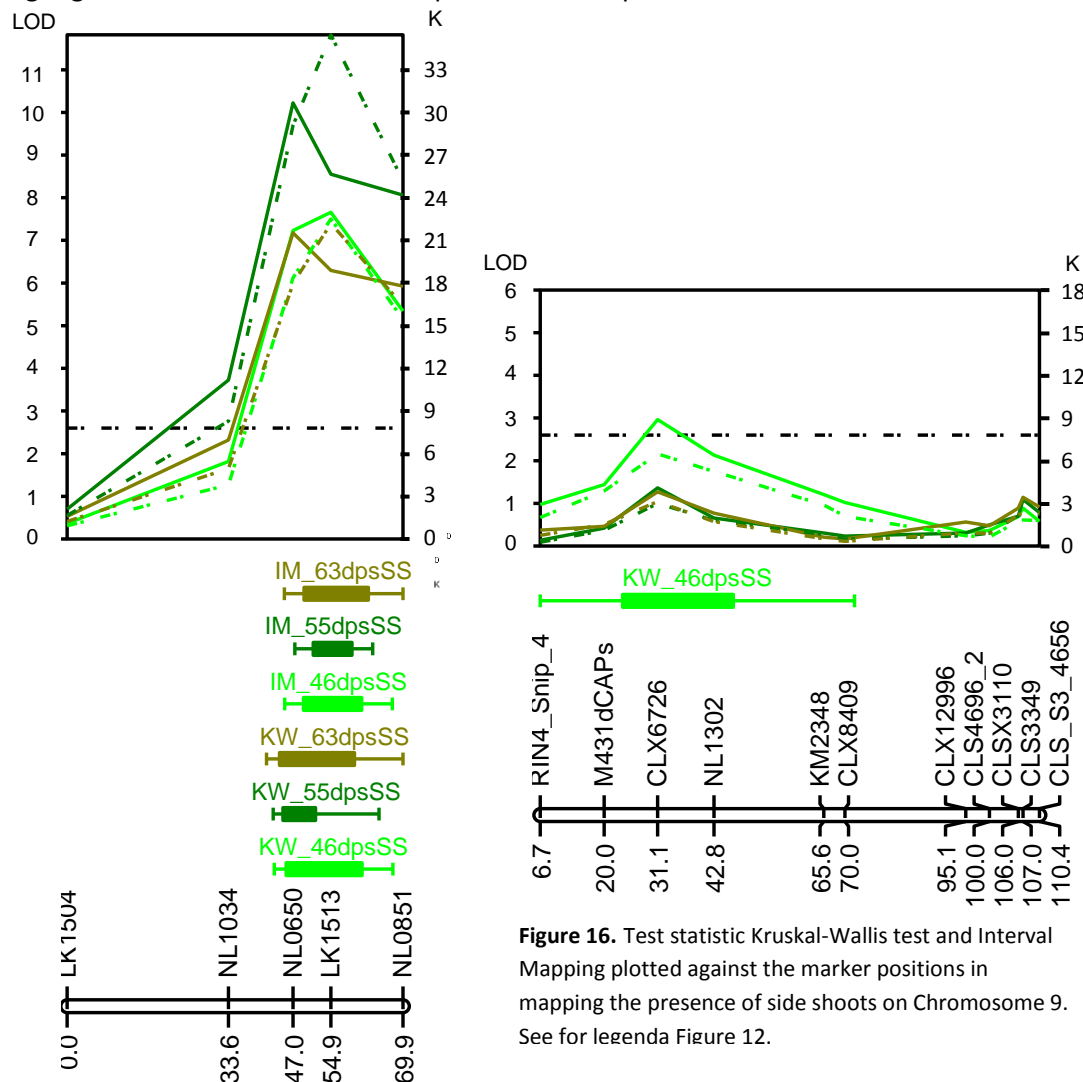 LOD K
11
10
9
8
7
6
5
4
3
2
1
0
33
30
27
24
21
18
15
12
9
6
3
0
D
D
K
IM_63dpsSS
IM_55dpsSS
IM_46dpsSS
KW_63dpsSS
KW_55dpsSS
KW_46dpsSS
LK1504
NL1034
NL0650
LK1513
NL0851
0.0
33.6
47.0
54.9
69.9
LOD K
6
5
4
3
2
1
0
18
15
12
9
6
3
0
KW_46dpsSS
RIN4_Snip_4
M431dCAPs
CLX6726
NL1302
KM2348
CLX8409
CLX12996
CLS4696_2
CLSX3110
CLS3349
CLS_S3_4656
6.7
20.0
31.1
42.8
65.6
70.0
95.1
100.0
106.0
107.0
110.4
Figure 16. Test statistic Kruskal-Wallis test and Interval
Mapping plotted against the marker positions in
mapping the presence of side shoots on Chromosome 9.
See for legenda Figure 12.